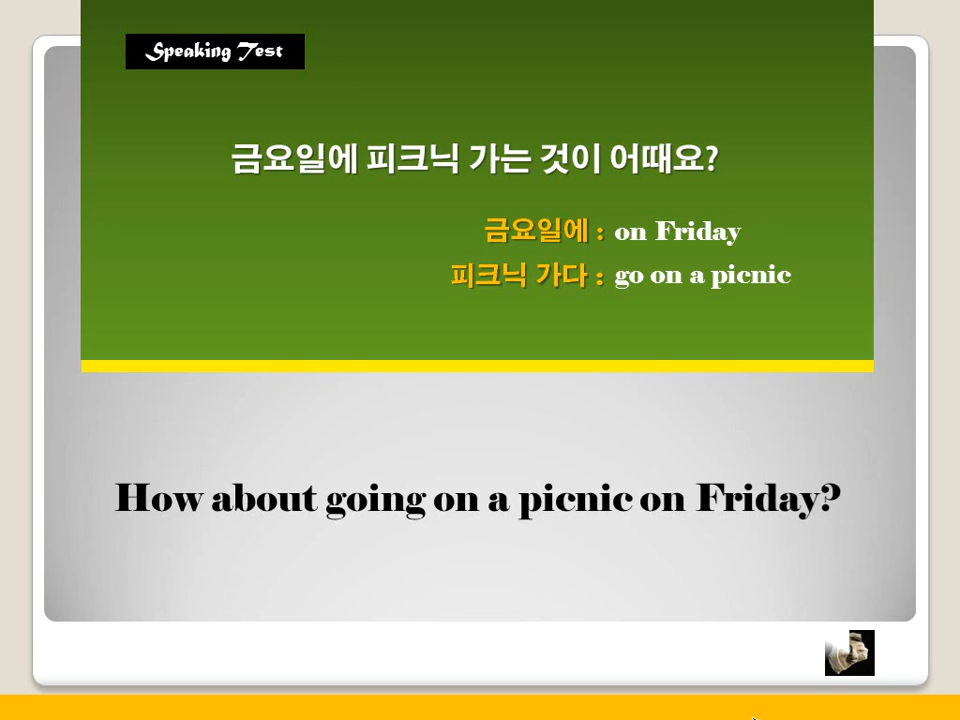 Speaking Test
금요일에 피크닉 가는 것이 어때요?
금요일에 : on Friday
피크닉 가다 : go on a picnic
How about going on a picnic on Friday?